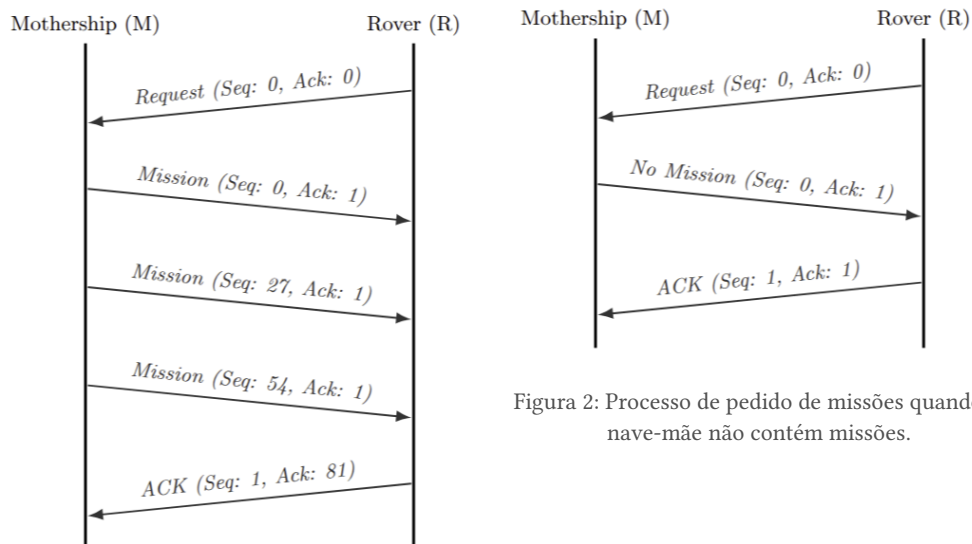 Mothership (M)
Rover (R)
Request (Seq: 0, Ack: 0)
Mission (Seq: 0, Ack: 1)
Mission (Seq: 27, Ack: 1)
Mission (Seq: 54, Ack: 1)
ACK (Seq: 1, Ack: 81)
Mothership (M)
Rover (R)
Request (Seq: 0, Ack: 0)
No Mission (Seq: 0, Ack: 1)
ACK (Seq: 1, Ack: 1)
Figura 2: Processo de pedido de missões quand
nave-mãe não contém missões.